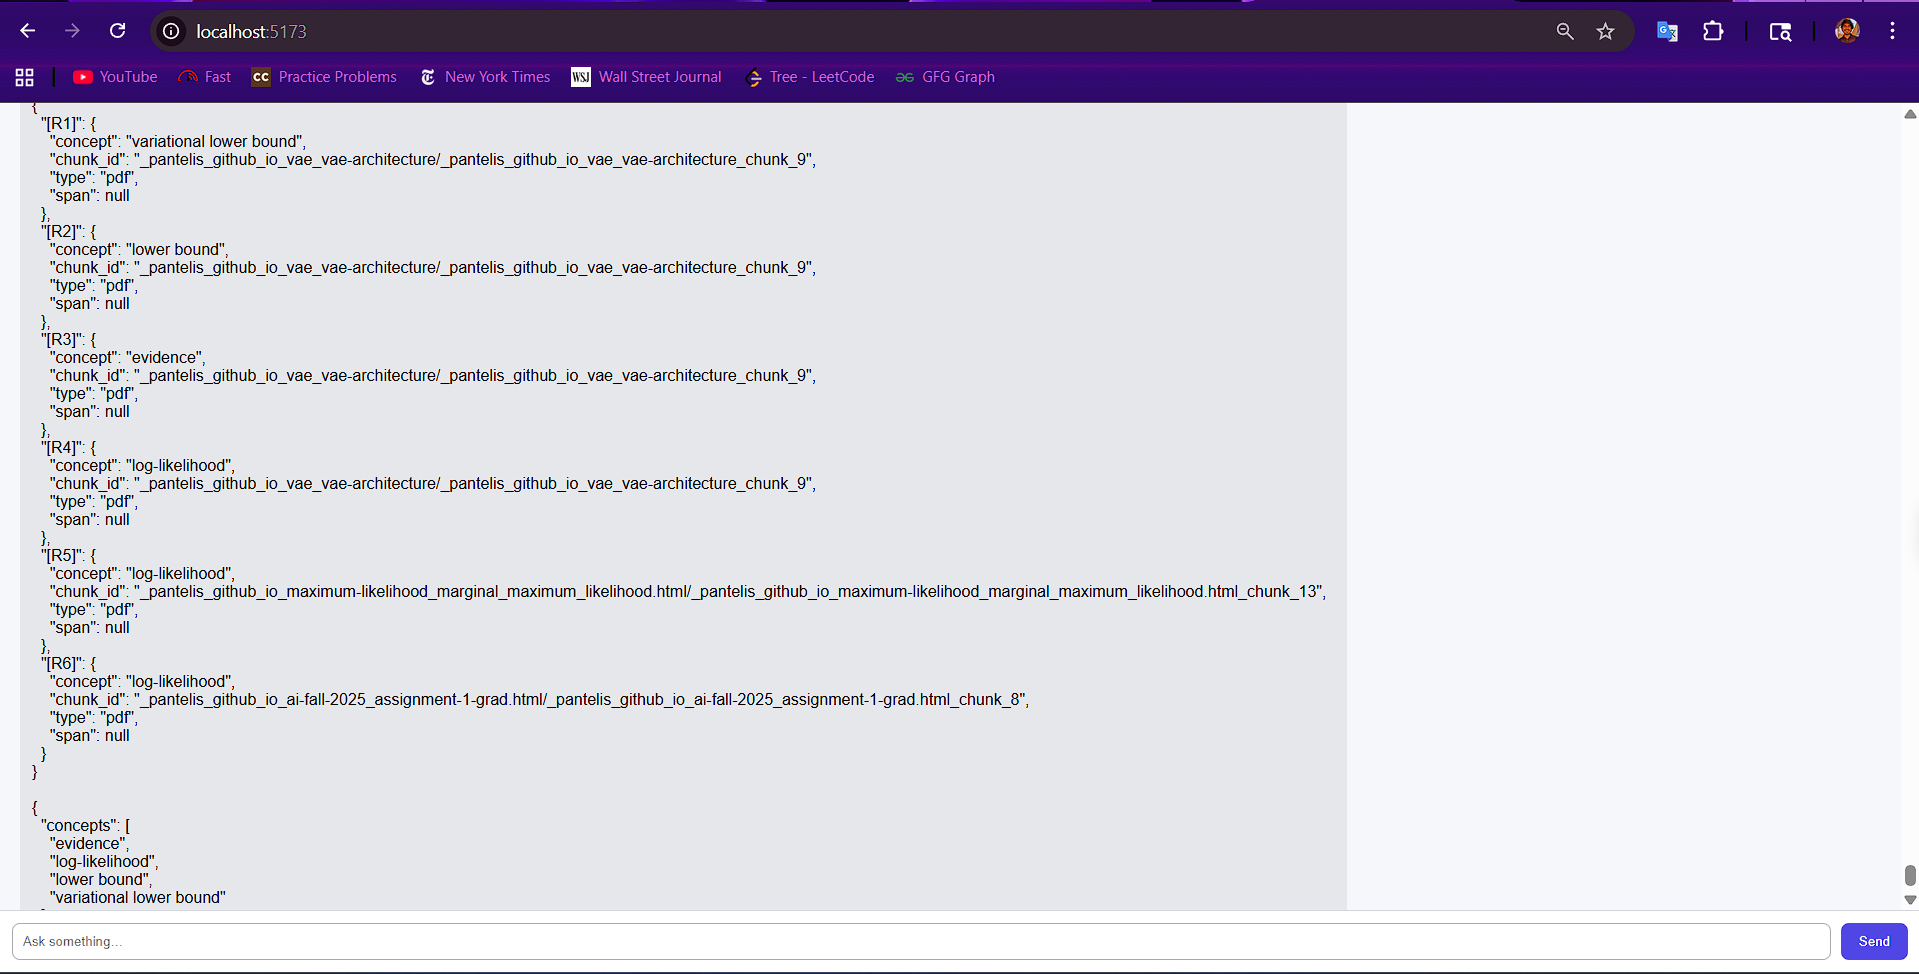 localhost:5173
YouTube
Fast
CC Practice Problems
New York Times
WSJ Wall Street Journal
Tree - LeetCode
GFG Graph
{
"[R1]": {
"concept": "variational lower bound",
"chunk_id": "_pantelis_github_io_vae_vae-architecture/_pantelis_github_io_vae_vae-architecture_chunk_9",
"type": "pdf",
"span": null
},
"[R2]": {
"concept": "lower bound",
"chunk_id": "_pantelis_github_io_vae_vae-architecture/_pantelis_github_io_vae_vae-architecture_chunk_9",
"type": "pdf",
"span": null
},
"[R3]": {
"concept": "evidence",
"chunk_id": "_pantelis_github_io_vae_vae-architecture/_pantelis_github_io_vae_vae-architecture_chunk_9",
"type": "pdf",
"span": null
},
"[R4]": {
"concept": "log-likelihood",
"chunk_id": "_pantelis_github_io_vae_vae-architecture/_pantelis_github_io_vae_vae-architecture_chunk_9",
"type": "pdf",
"span": null
},
"[R5]": {
"concept": "log-likelihood",
"chunk_id": "_pantelis_github_io_maximum-likelihood_marginal_maximum_likelihood.html/_pantelis_github_io_maximum-likelihood_marginal_maximum_likelihood.html_chunk_13",
"type": "pdf",
"span": null
},
"[R6]": {
"concept": "log-likelihood",
"chunk_id": "_pantelis_github_io_ai-fall-2025_assignment-1-grad.html/_pantelis_github_io_ai-fall-2025_assignment-1-grad.html_chunk_8",
"type": "pdf",
"span": null
}
}
{
"concepts": [
"evidence",
"log-likelihood",
"lower bound",
"variational lower bound"
Ask something...
Send